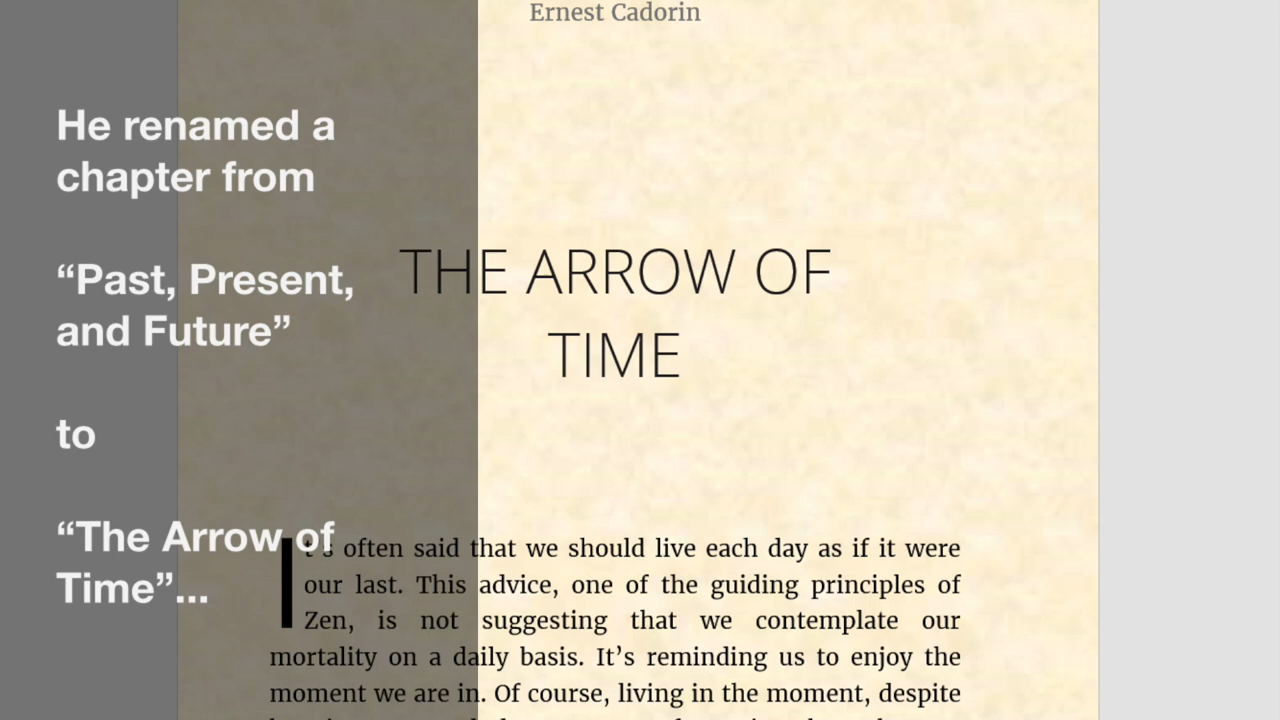 Ernest Cadorin
He renamed a
chapter from
“Past, Present,
and Future”
to
“The Arrow of
Time”...
THE ARROW OF
TIME
It’s often said that we should live each day as if it were
our last. This advice, one of the guiding principles of
Zen, is not suggesting that we contemplate our
mortality on a daily basis. It’s reminding us to enjoy the
moment we are in. Of course, living in the moment, despite